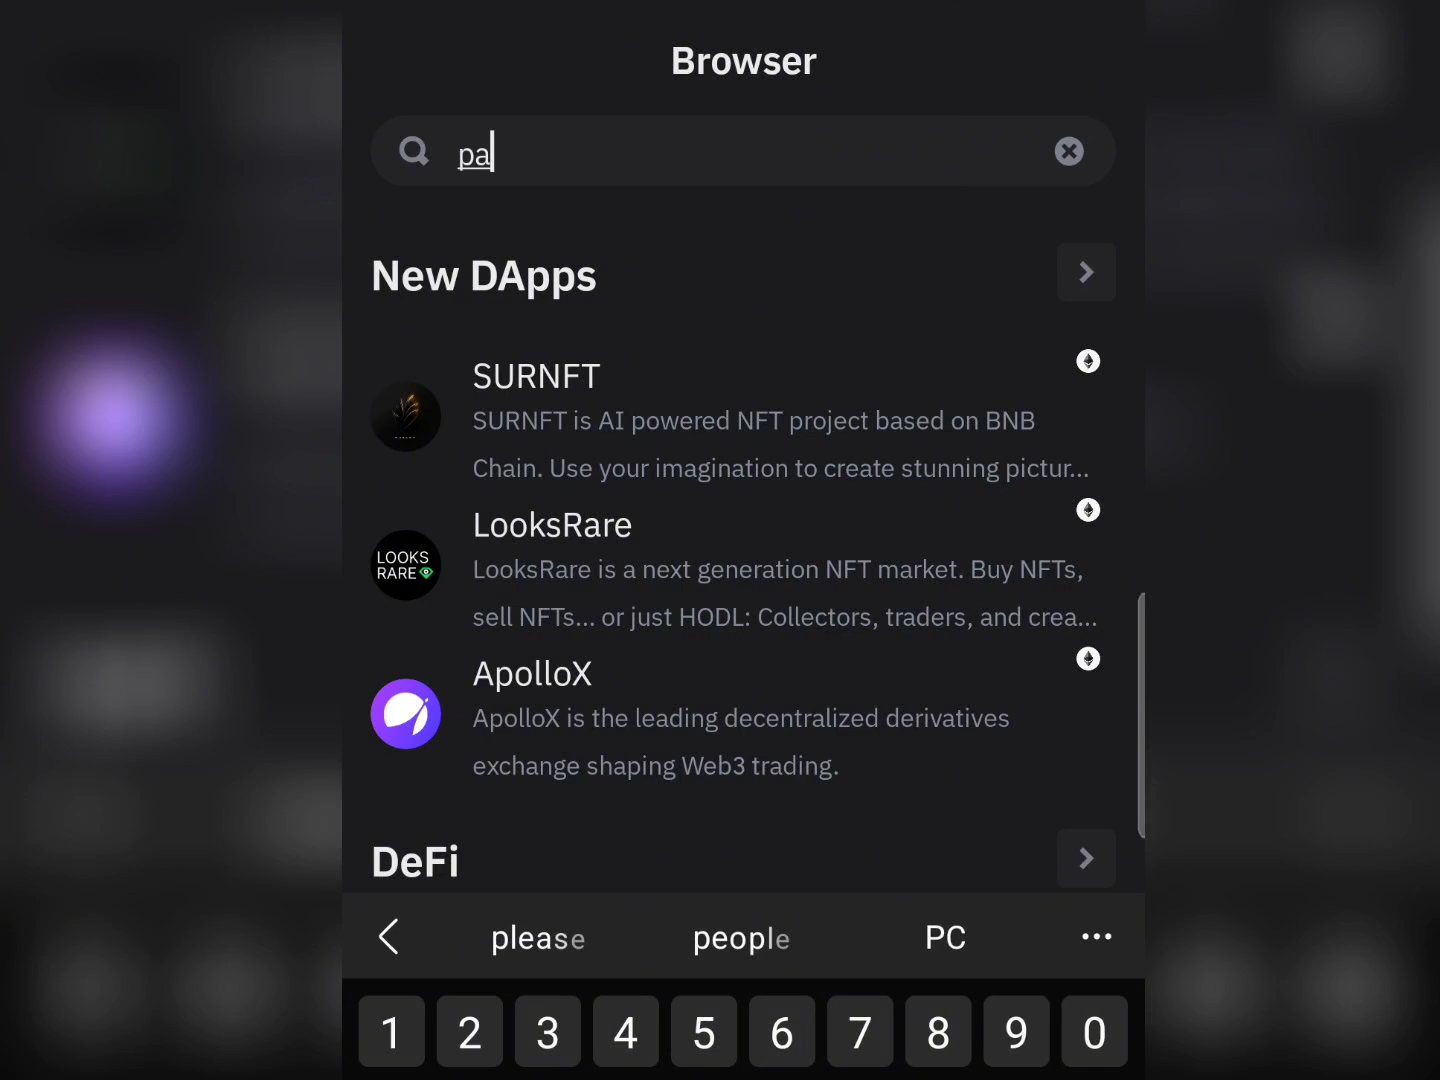 Browser
pa
New DApps
SURNFT
SURNFT is AI powered NFT project based on BNB
Chain. Use your imagination to create stunning pictur...
LOOKS
RARE
LooksRare
LooksRare is a next generation NFT market. Buy NFTs,
sell NFTs... or just HODL: Collectors, traders, and crea...
ApolloX
ApolloX is the leading decentralized derivatives
exchange shaping Web3 trading.
DeFi
please people PC ...
1 2 3 4 5 6 7 8 9 0